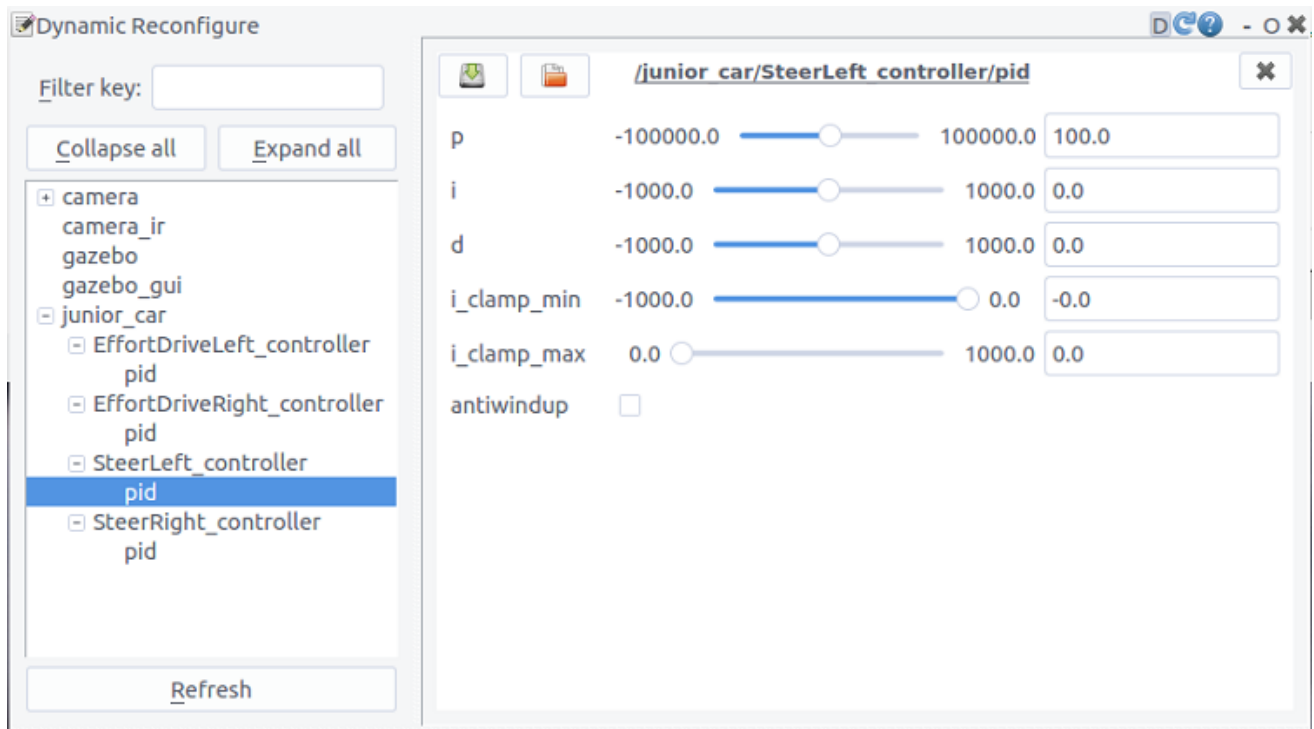 Dynamic Reconfigure
D
- O ✖
Filter key:
Collapse all Expand all
camera
camera_ir
gazebo
gazebo_gui
junior_car
EffortDriveLeft_controller
pid
EffortDriveRight_controller
pid
SteerLeft_controller
pid
SteerRight_controller
pid
Refresh
/junior_car/SteerLeft_controller/pid
p -100000.0 100000.0 100.0
i -1000.0 1000.0 0.0
d -1000.0 1000.0 0.0
i_clamp_min -1000.0 0.0 -0.0
i_clamp_max 0.0 1000.0 0.0
antiwindup